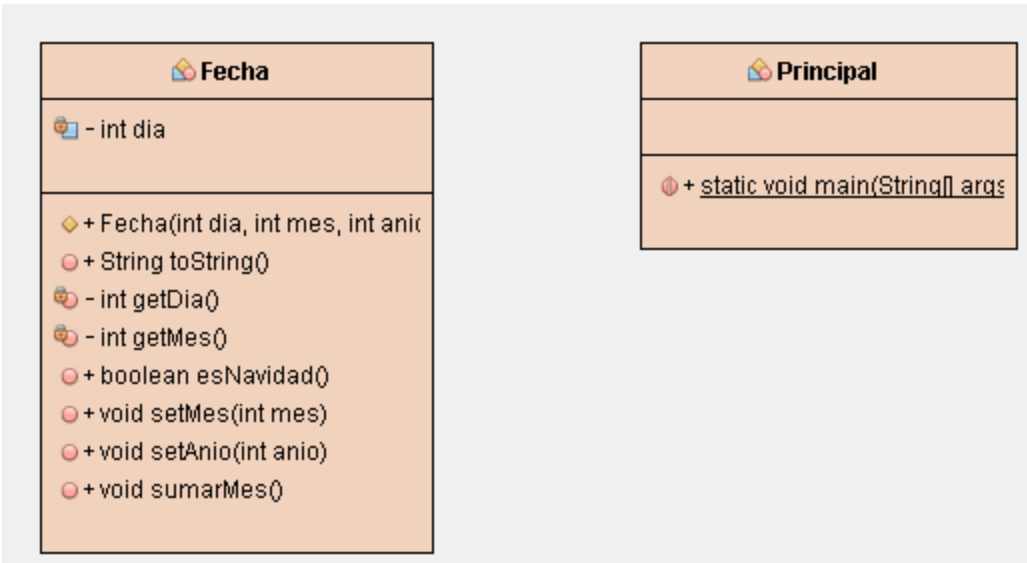 Fecha
- int dia
+ Fecha(int dia, int mes, int anio
+ String toString()
- int getDia()
- int getMes()
+ boolean esNavidad()
+ void setMes(int mes)
+ void setAnio(int anio)
+ void sumarMes()
Principal
+ static void main(String[] args